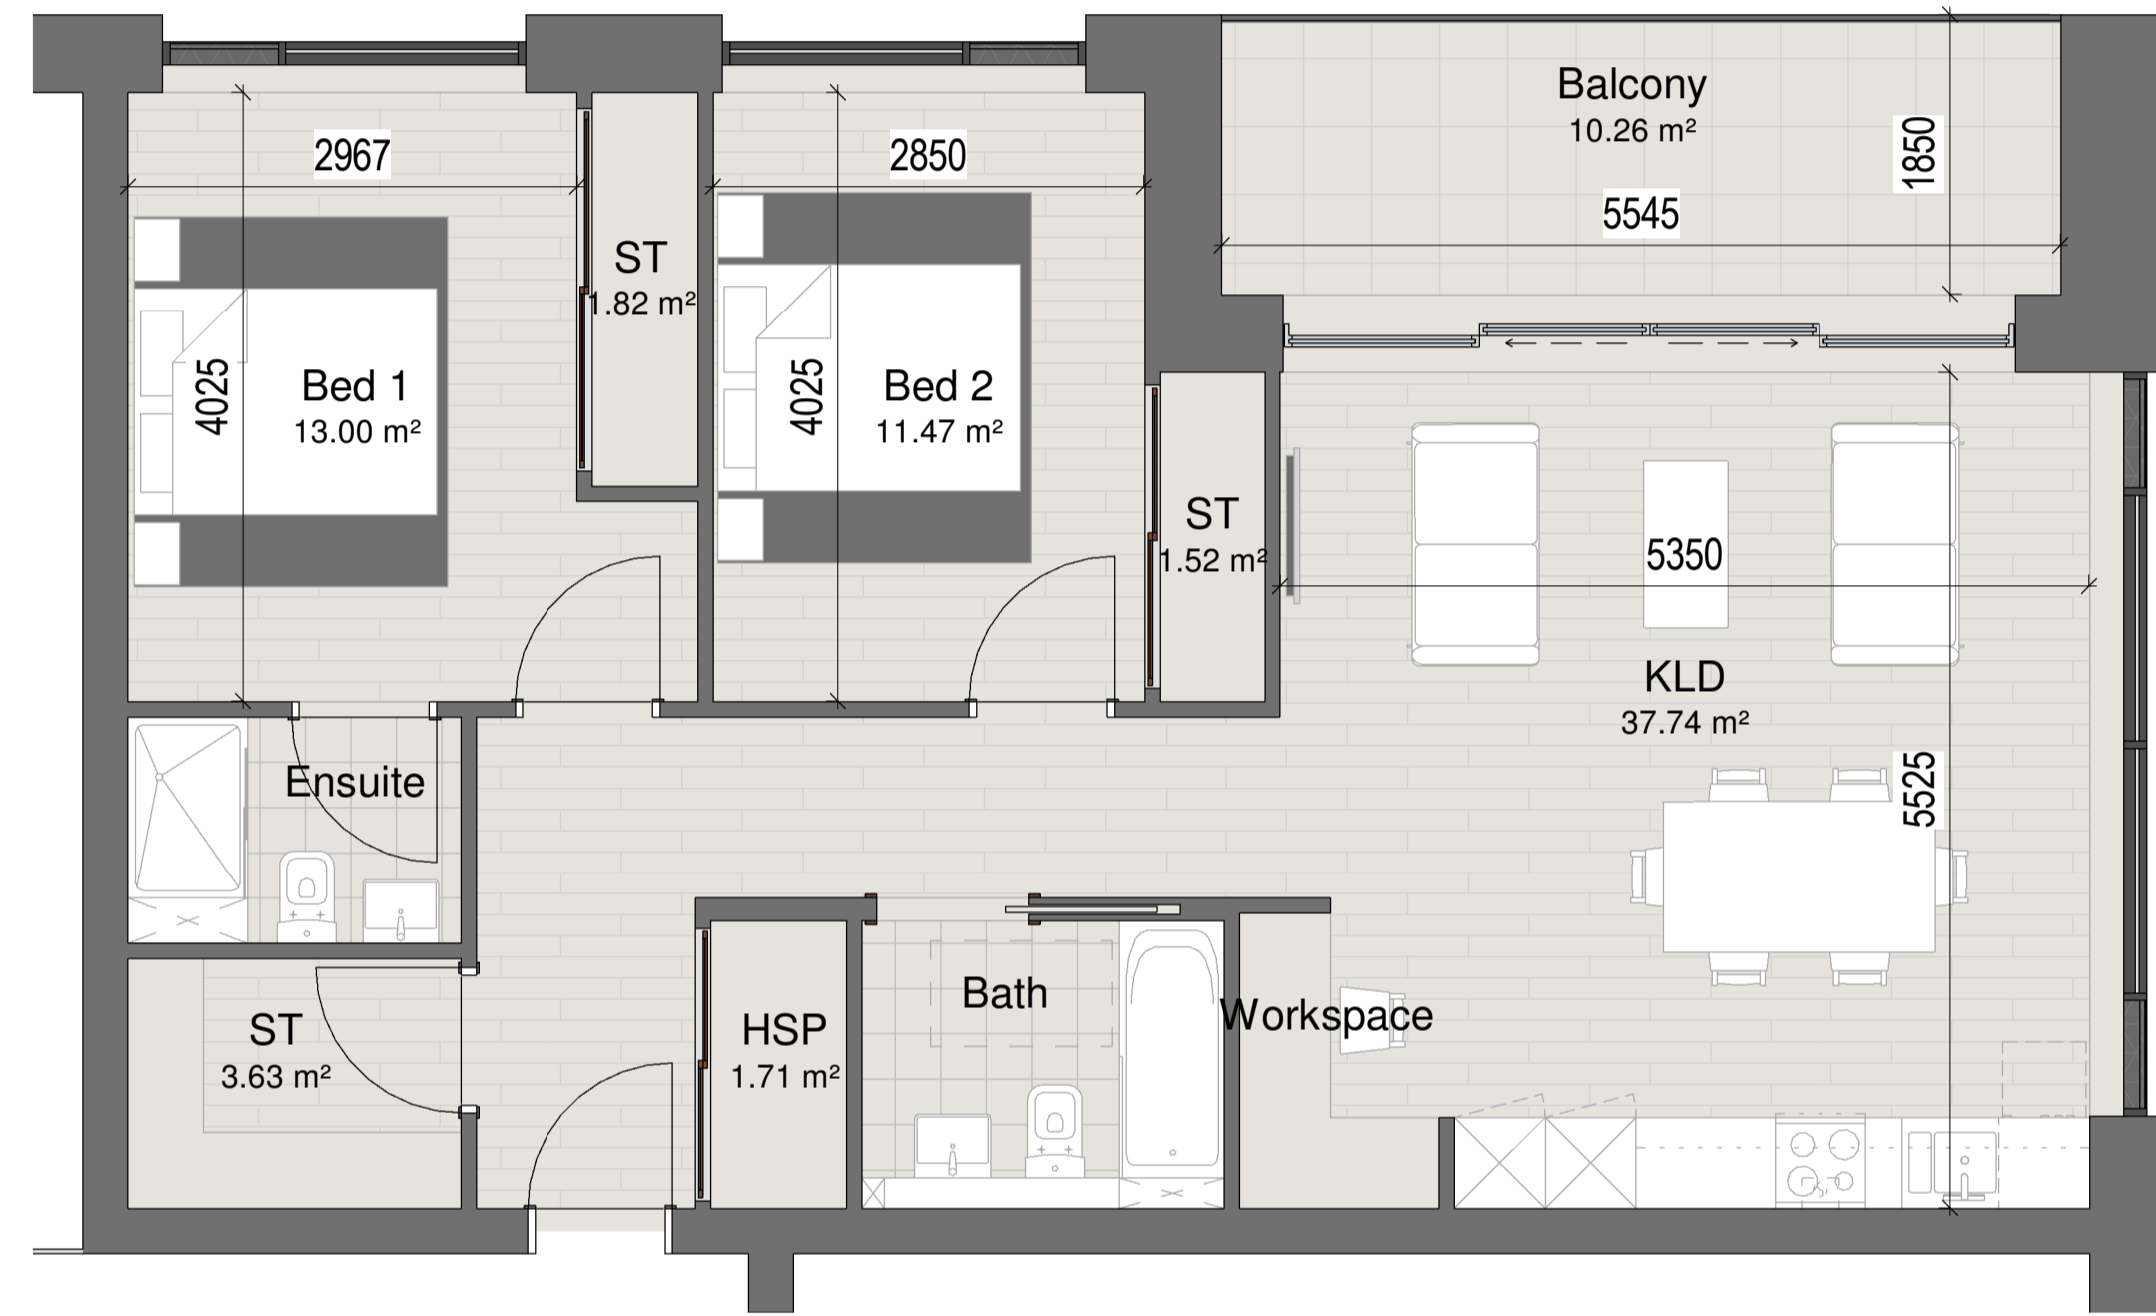 Balcony
10.26 m²
1850
5545
2967
2850
ST
1.82 m²
4025
Bed 1
13.00 m²
4025
Bed 2
11.47 m²
ST
1.52 m²
5350
KLD
37.74 m²
5525
Ensuite
ST
3.63 m²
HSP
1.71 m²
Bath
Workspace